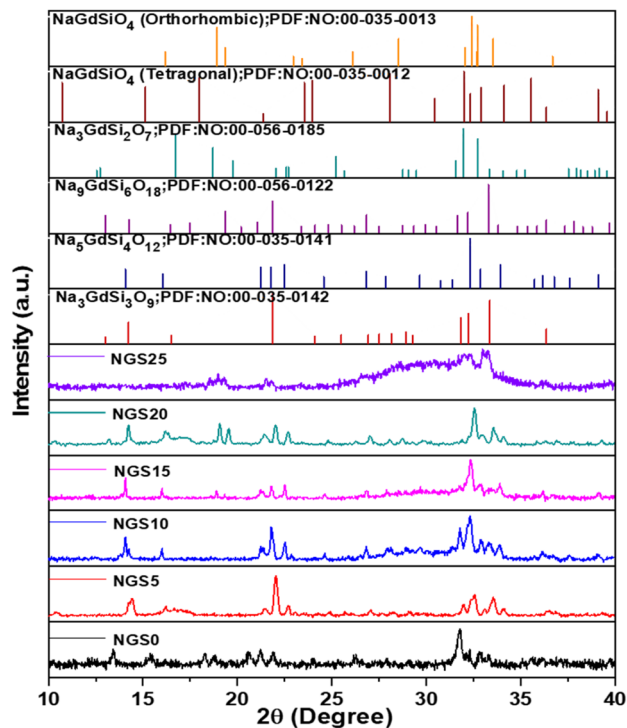 NaGdSiO₄ (Orthorhombic);PDF:NO:00-035-0013
NaGdSiO₄ (Tetragonal);PDF:NO:00-035-0012
Na₃GdSi₂O₇;PDF:NO:00-056-0185
Na₉GdSi₆O₁₈;PDF:NO:00-056-0122
Na₅GdSi₄O₁₂;PDF:NO:00-035-0141
Na₃GdSi₃O₉;PDF:NO:00-035-0142
NGS25
NGS20
NGS15
NGS10
NGS5
NGS0
Intensity (a.u.)
10 15 20 25 30 35 40
2θ (Degree)